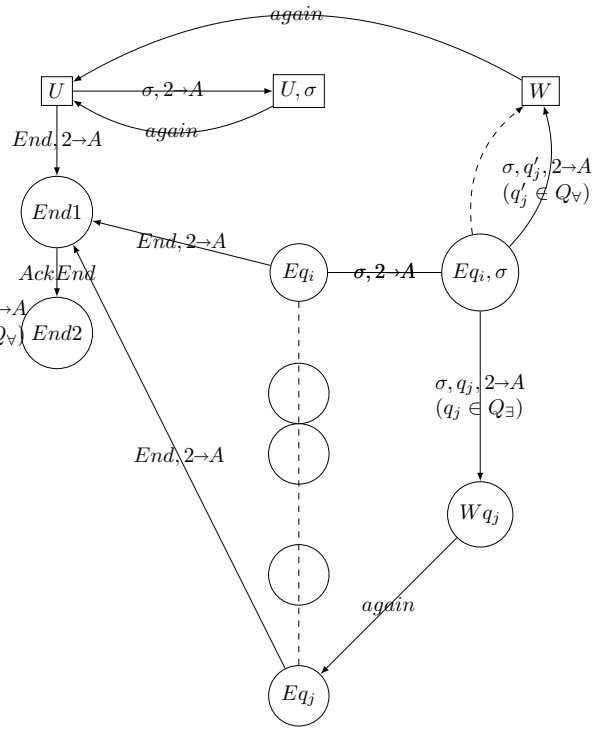 again
U
σ, 2→A
U, σ
W
again
End, 2→A
σ, q′j, 2→A
(q′j ∈ Q∀)
End1
End, 2→A
Eqi
σ, 2→A
Eqi, σ
AckEnd
→A
Q∀)
End2
σ, qj, 2→A
(qj ∈ Q∃)
End, 2→A
Wqj
again
Eqj